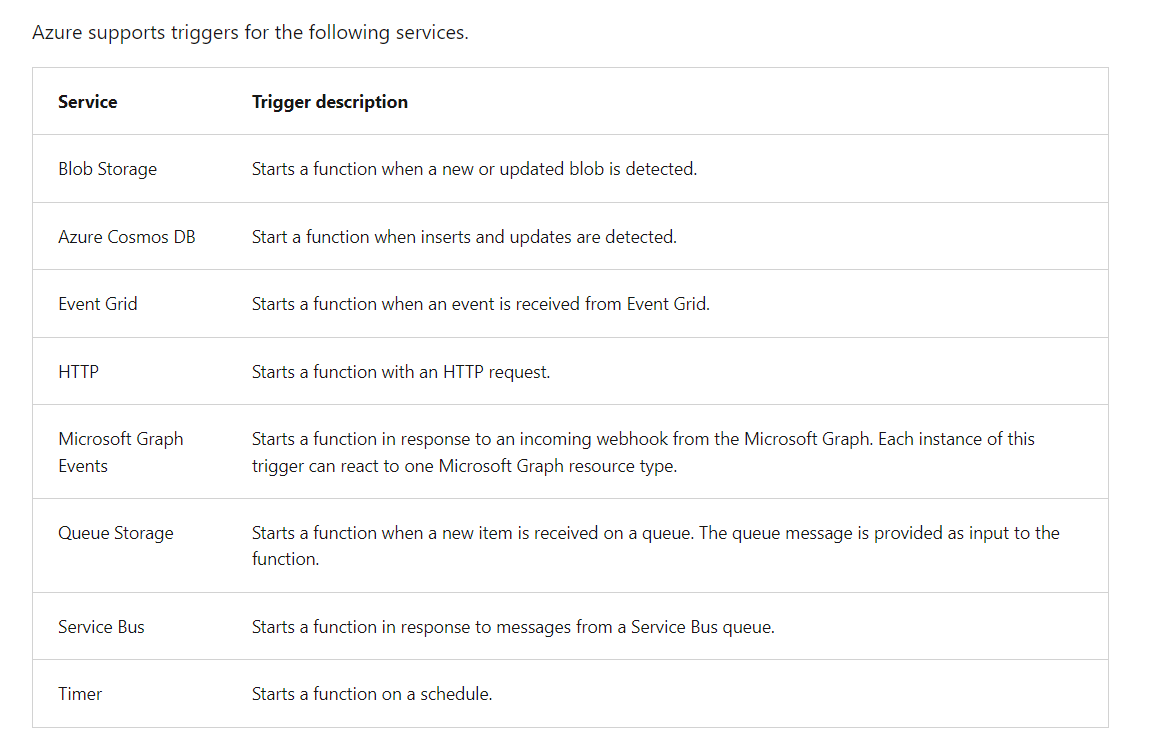 Azure supports triggers for the following services.
Service Trigger description
Blob Storage Starts a function when a new or updated blob is detected.
Azure Cosmos DB Start a function when inserts and updates are detected.
Event Grid Starts a function when an event is received from Event Grid.
HTTP Starts a function with an HTTP request.
Microsoft Graph Starts a function in response to an incoming webhook from the Microsoft Graph. Each instance of this
Events trigger can react to one Microsoft Graph resource type.
Queue Storage Starts a function when a new item is received on a queue. The queue message is provided as input to the
function.
Service Bus Starts a function in response to messages from a Service Bus queue.
Timer Starts a function on a schedule.